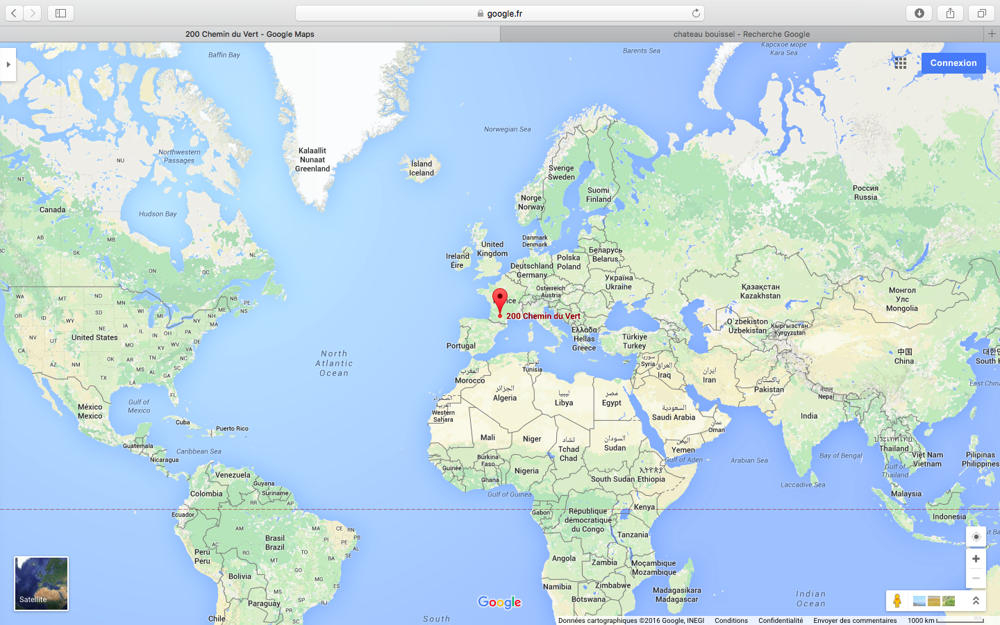 google.fr
200 Chemin du Vert - Google Maps
chateau bouissel - Recherche Google
Connexion
Baffin Bay
Barents Sea
Карское море
Kara Sea
Norwegian Sea
Kalaallit
Nunaat
Greenland
Northwestern
Passages
NU
NT
Ísland
Iceland
Sverige
Sweden
Norge
Norway
Suomi
Finland
Россия
Russia
Canada
Hudson Bay
AB
MB
SK
ON
QC
NL
NB
PE
NS
Danmark
Denmark
United
Kingdom
Ireland
Éire
Polska
Poland
Беларусь
Belarus
Deutschland
Germany
Україна
Ukraine
Österreich
Austria
Қазақстан
Kazakhstan
Монгол
Улс
Mongolia
200 Chemin du Vert
WA
MT
ND
MN
OR
ID
SD
WI
MI
ME
NH
NY
MA
WY
IA
NV
UT
IL
IN
OH
PA
MO
WV
VA
NJ
CA
AZ
NM
OK
AR
TN
NC
SC
MS
AL
GA
TX
LA
FL
United States
Portugal
Ελλάδα
Hellas
Greece
Türkiye
Turkey
Oʻzbekiston
Uzbekistan
Кыргызстан
Kyrgyzstan
中国
China
대한민
South K
North
Atlantic
Ocean
المغرب
Morocco
تونس
Tunisia
الجزائر
Algeria
ليبيا
Libya
مصر
Egypt
سوريا
Syria
العراق
Iraq
ایران
Iran
پاکستان
Pakistan
नेपाल
Nepal
East China
México
Mexico
Gulf of
Mexico
Cuba
Puerto Rico
Guatemala
Nicaragua
Caribbean Sea
الصحراء
الغربية
Western
Sahara
السعودية
Saudi Arabia
عمان
Oman
اليمن
Yemen
India
Mali
Niger
تشاد
Tchad
Chad
السودان
Sudan
Gulf of Aden
Arabian Sea
Bay of Bengal
ประเทศไทย
Thailand
Gulf of
Thailand
Việt Nam
Vietnam
Pilipinas
Philippines
Burkina
Faso
Guinée
Ghana
Nigeria
South Sudan
ኢትዮጵያ
Ethiopia
Laccadive Sea
Malaysia
Indonesia
Venezuela
Guyana
Colombia
Suriname
RR
AP
Ecuador
Gulf of Guinea
Gabon
République
démocratique
du Congo
Kenya
Tanzania
AM
MA
CE
RN
PB
PE
AL
SE
AC
RO
TO
BA
MT
GO
MG
ES
MS
SP
RJ
PR
SC
Brasil
Brazil
Perú
Peru
Bolivia
Paraguay
Chile
Angola
Zambia
Moçambique
Mozambique
Zimbabwe
Namibia
Botswana
Madagasikara
Madagascar
Indian
Ocean
South
Satellite
Google
WA
Données cartographiques ©2016 Google, INEGI
Conditions
Confidentialité
Envoyer des commentaires
1000 km